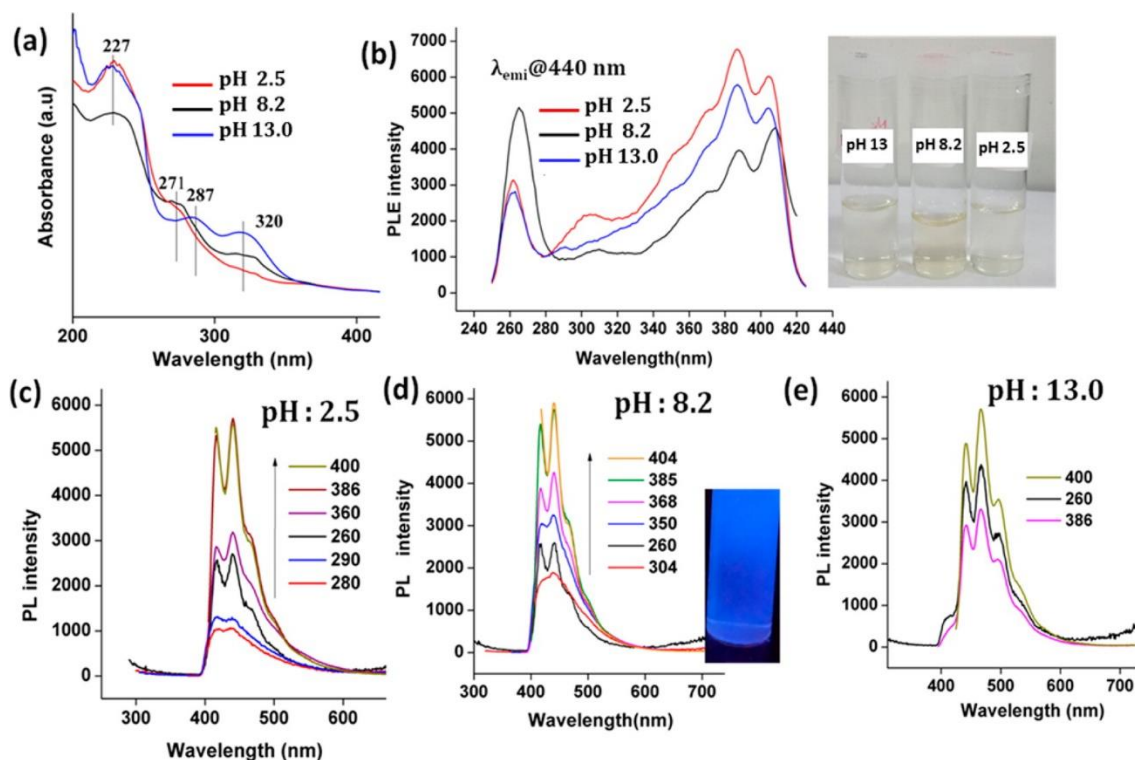 (a)
227
271
287
320
pH 2.5
pH 8.2
pH 13.0
Absorbance (a.u)
200
300
400
Wavelength (nm)
(b)
λemi@440 nm
pH 2.5
pH 8.2
pH 13.0
PLE intensity
7000
6000
5000
4000
3000
2000
1000
0
240 260 280 300 320 340 360 380 400 420 440
Wavelength(nm)
pH 13
pH 8.2
pH 2.5
(c)
pH : 2.5
400
386
360
260
290
280
PL intensity
6000
5000
4000
3000
2000
1000
0
300 400 500 600
Wavelength (nm)
(d)
pH : 8.2
404
385
368
350
260
304
PL intensity
6000
5000
4000
3000
2000
1000
0
300 400 500 600 700
Wavelength(nm)
(e)
pH : 13.0
400
260
386
PL intensity
6000
5000
4000
3000
2000
1000
0
400 500 600 700
Wavelength (nm)